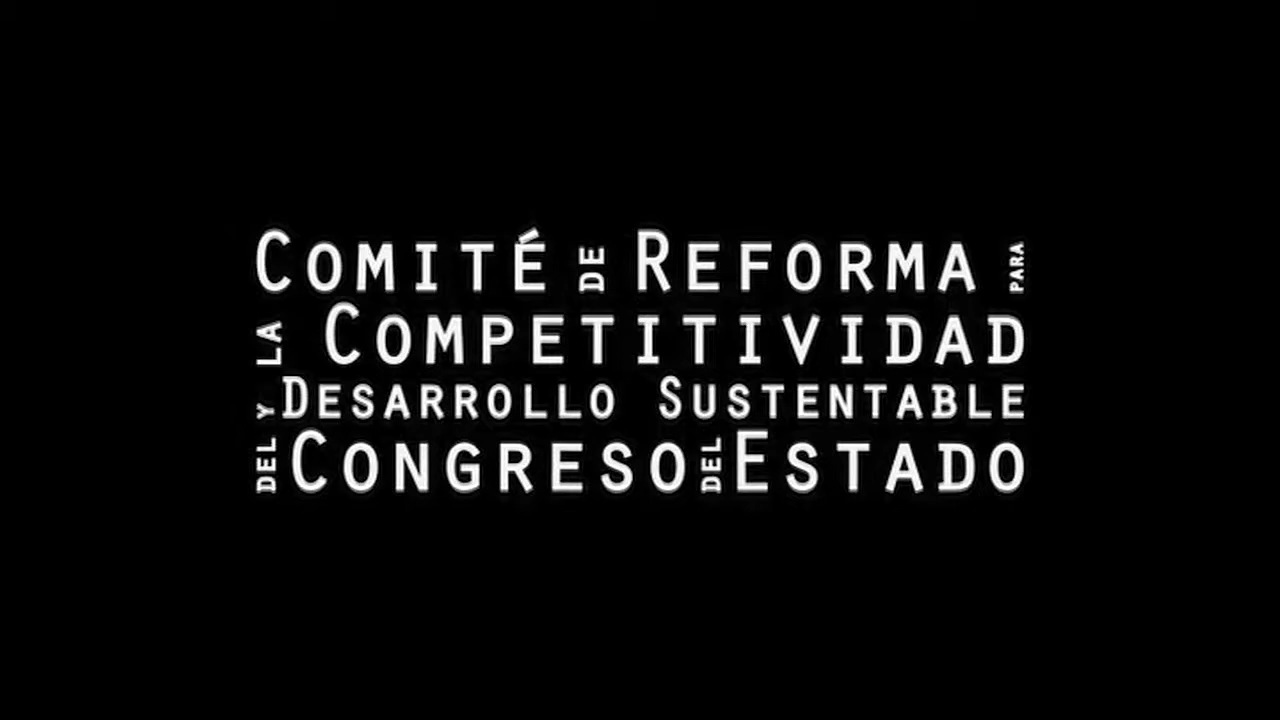 Comité de Reforma para
la Competitividad
y Desarrollo Sustentable
del Congreso del Estado